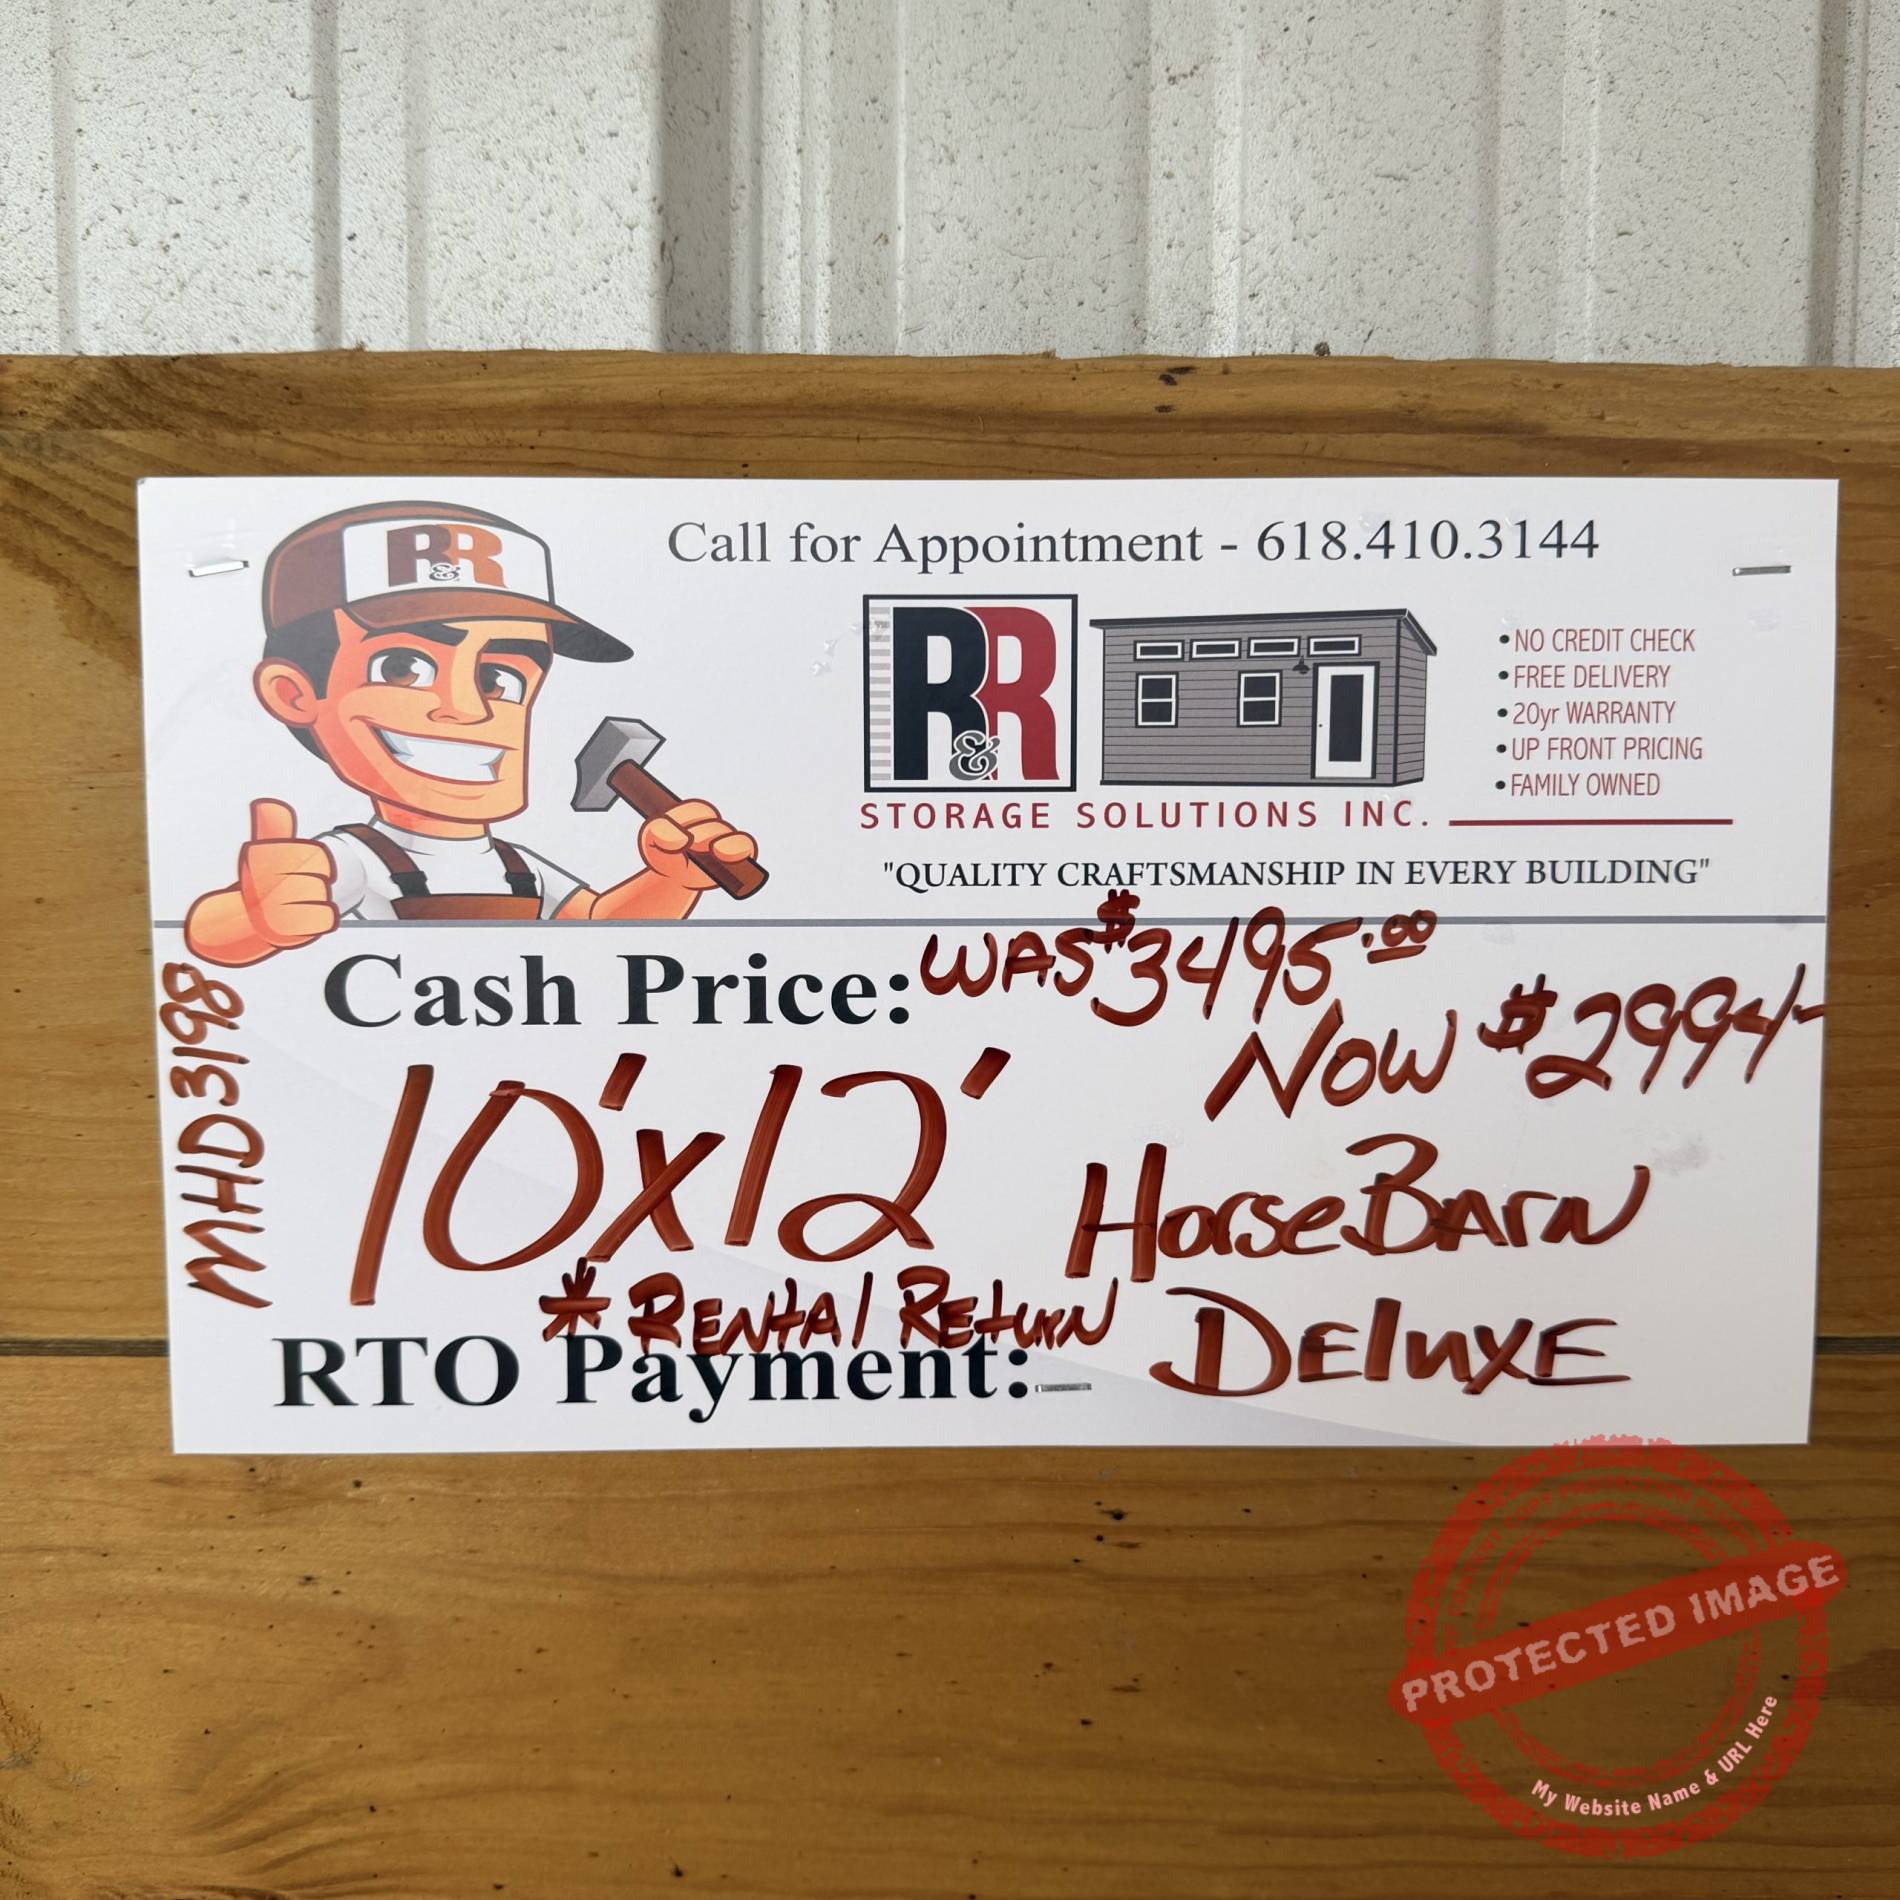 R&R
Call for Appointment - 618.410.3144
R&R
•NO CREDIT CHECK
•FREE DELIVERY
•20yr WARRANTY
•UP FRONT PRICING
•FAMILY OWNED
STORAGE SOLUTIONS INC.
"QUALITY CRAFTSMANSHIP IN EVERY BUILDING"
Cash Price: WAS $3495.00
NOW $2994/-
MHD3198
10'x12' HorseBARN
DEluxE
* RENtAl REtuRN
RTO Payment:
PROTECTED IMAGE
My Website Name & URL Here